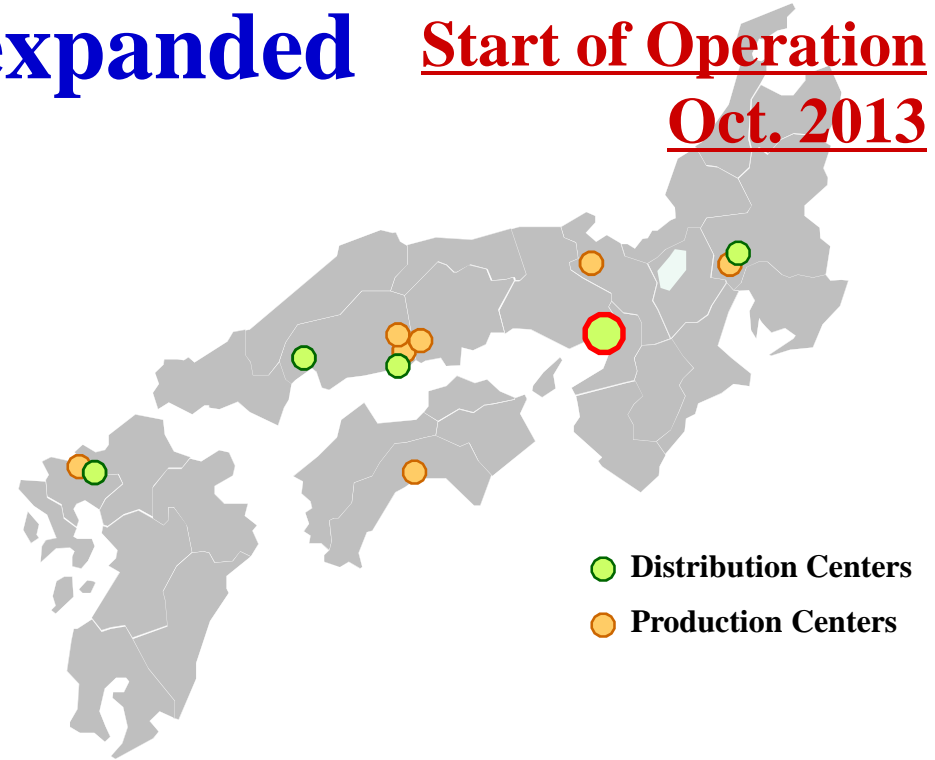 expanded
Start of Operation
Oct. 2013
Distribution Centers
Production Centers